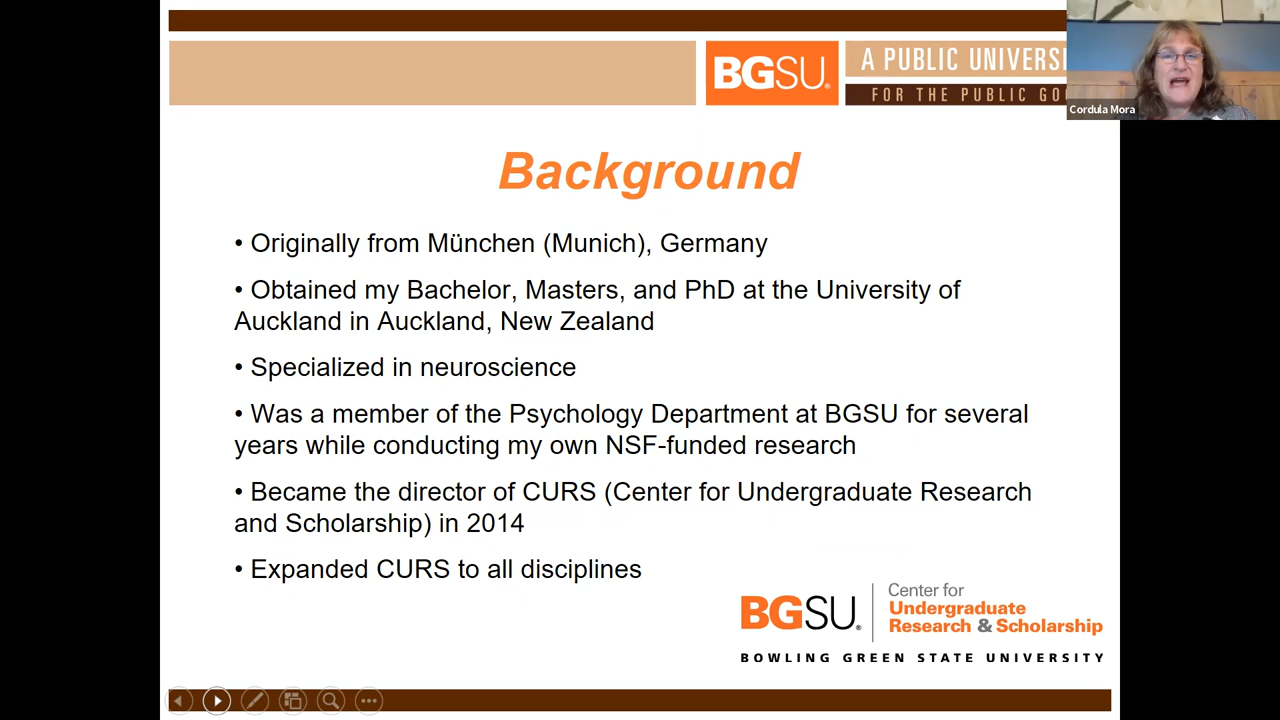 BGSU.
A PUBLIC UNIVERSI
FOR THE PUBLIC GO
Cordula Mora
Background
• Originally from München (Munich), Germany
• Obtained my Bachelor, Masters, and PhD at the University of
Auckland in Auckland, New Zealand
• Specialized in neuroscience
• Was a member of the Psychology Department at BGSU for several
years while conducting my own NSF-funded research
• Became the director of CURS (Center for Undergraduate Research
and Scholarship) in 2014
• Expanded CURS to all disciplines
BGSU.
Center for
Undergraduate
Research & Scholarship
BOWLING GREEN STATE UNIVERSITY